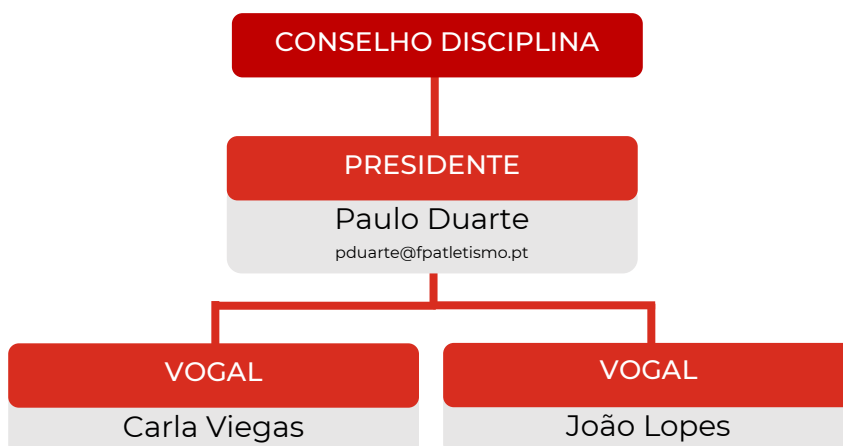 CONSELHO DISCIPLINA
PRESIDENTE
Paulo Duarte
pduarte@fpatletismo.pt
VOGAL
Carla Viegas
VOGAL
João Lopes